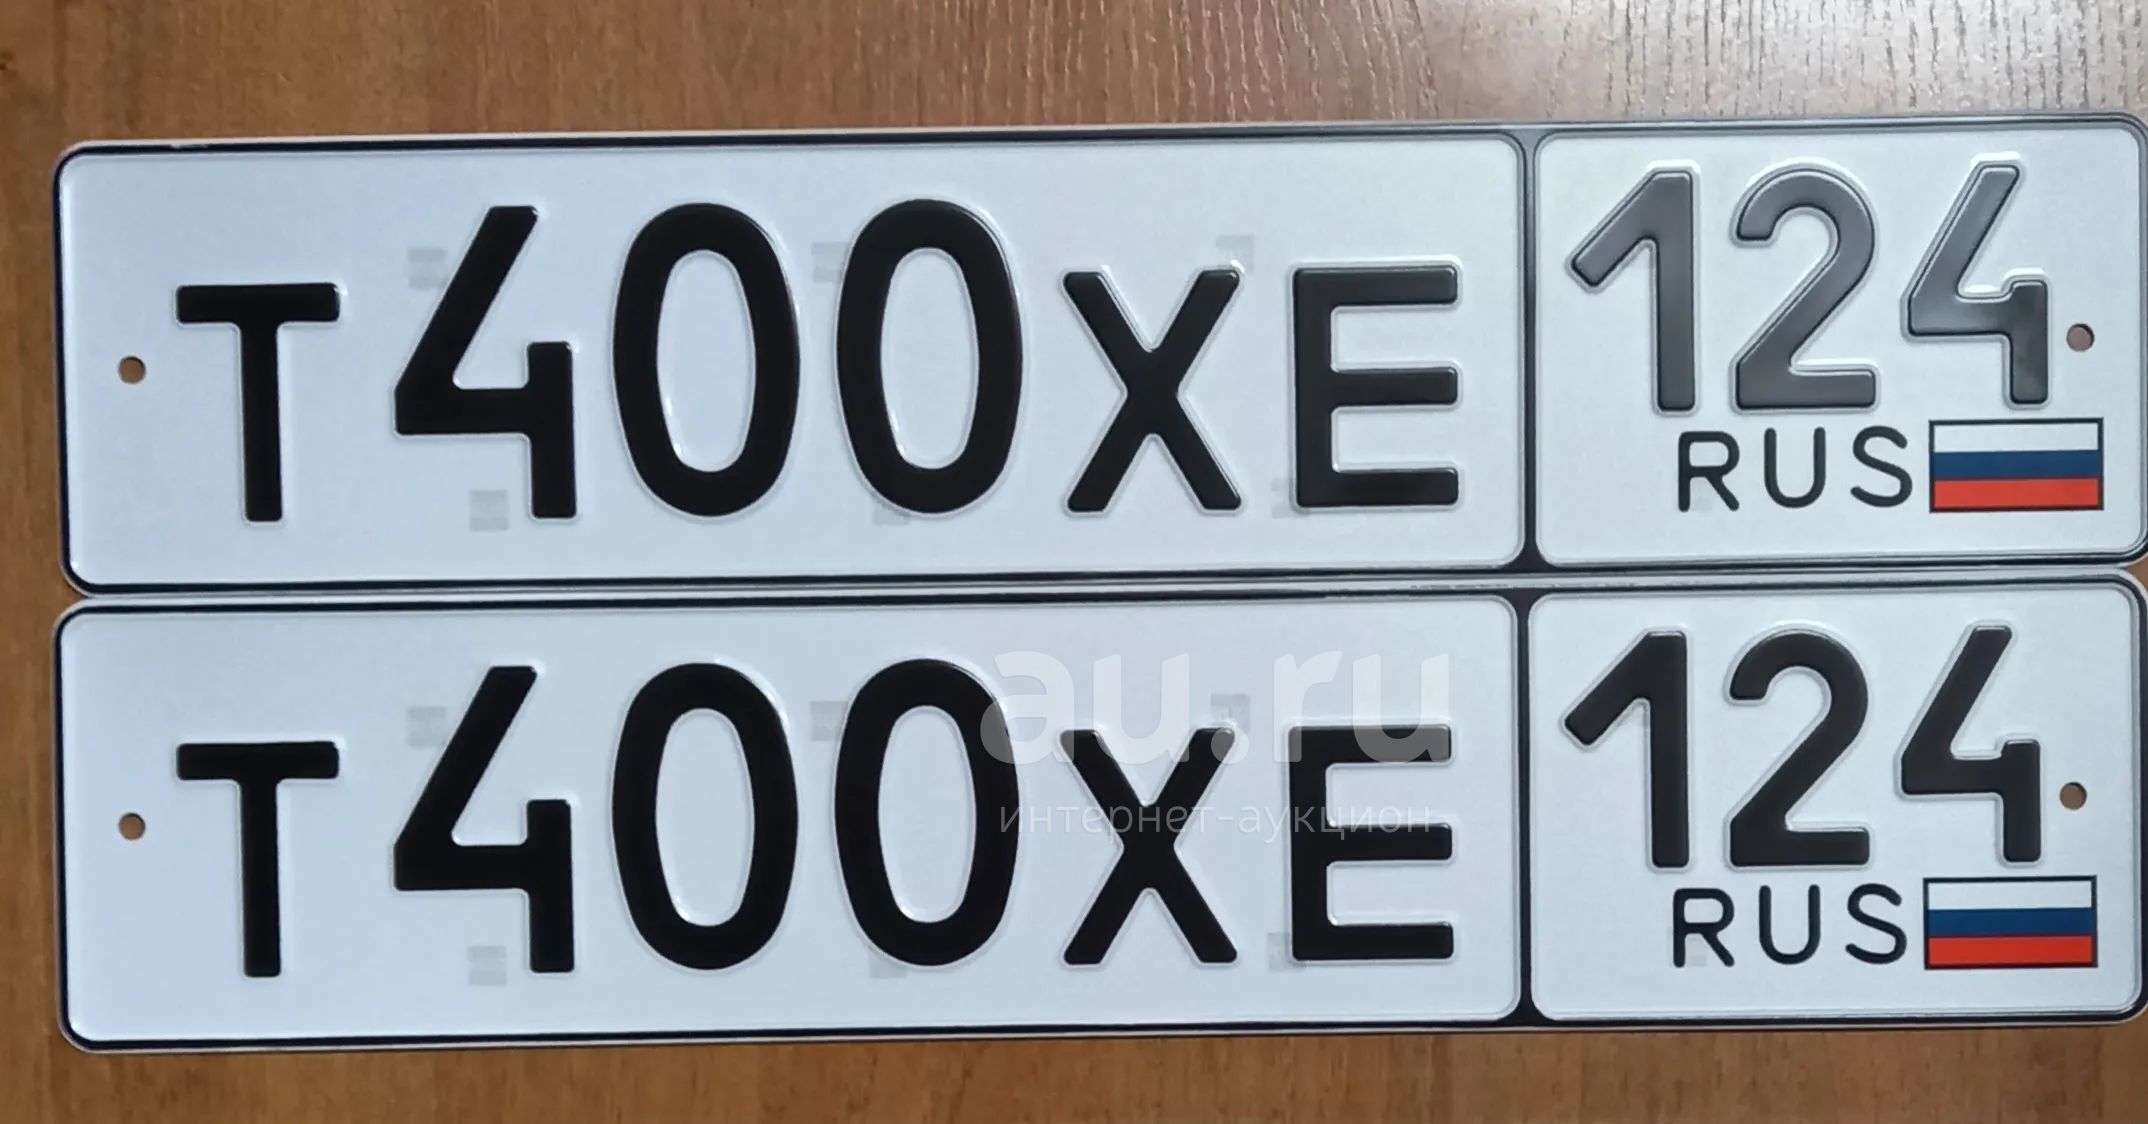 Т400ХЕ 124
RUS
Т400ХЕ 124
RUS
au.ru
интернет-аукцион